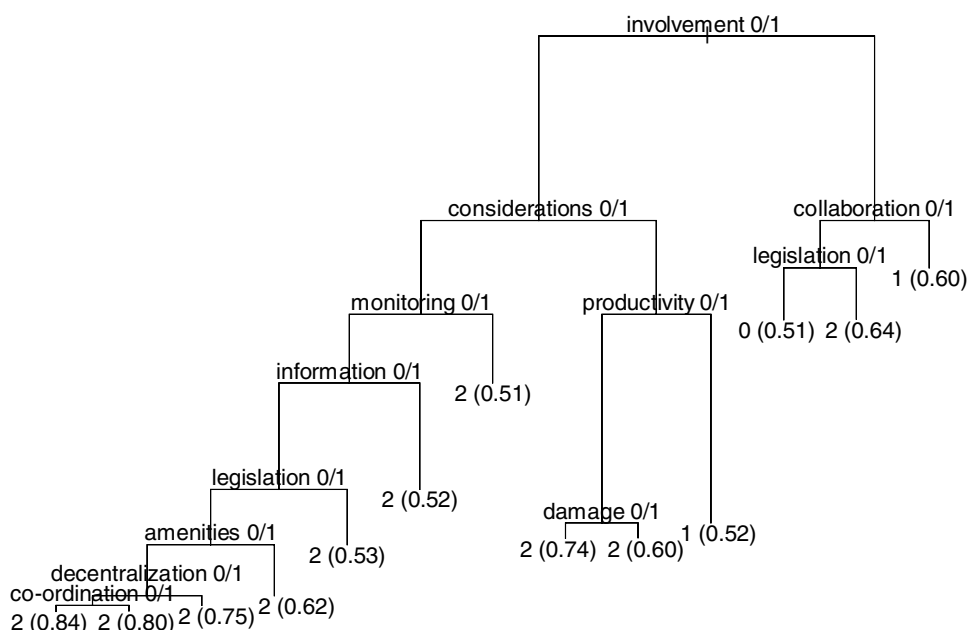 involvement 0/1
considerations 0/1
collaboration 0/1
legislation 0/1
1 (0.60)
monitoring 0/1
productivity 0/1
0 (0.51)
2 (0.64)
information 0/1
2 (0.51)
legislation 0/1
2 (0.52)
damage 0/1
amenities 0/1
1 (0.52)
2 (0.53)
2 (0.74)
2 (0.60)
decentralization 0/1
co-ordination 0/1
2 (0.62)
2 (0.84)
2 (0.80)
2 (0.75)